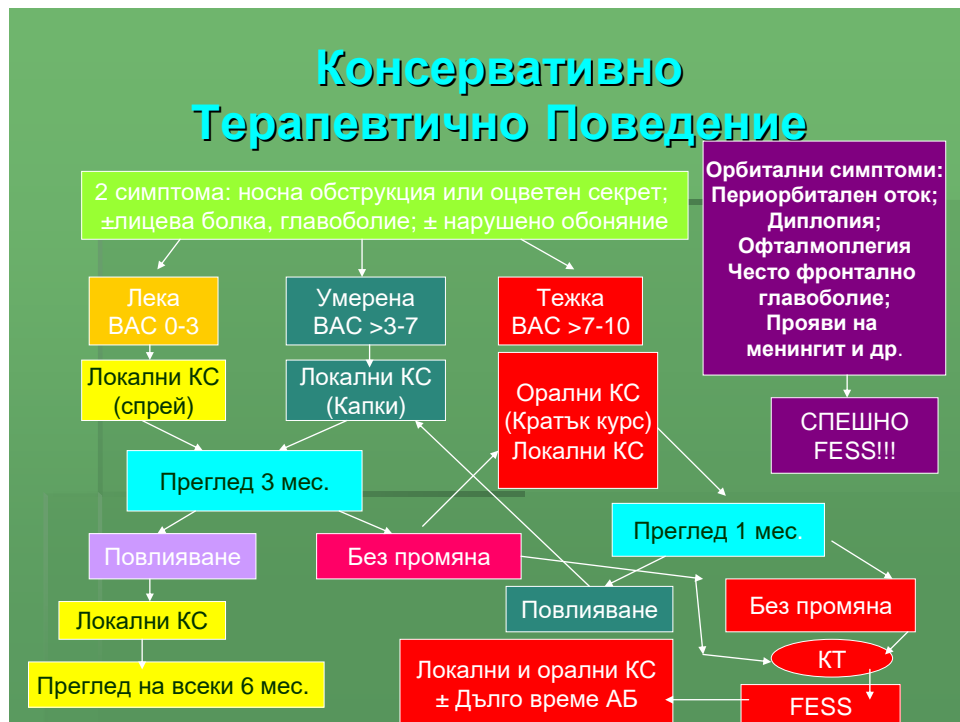 Консервативно
Терапевтично Поведение
2 симптома: носна обструкция или оцветен секрет;
±лицева болка, главоболие; ± нарушено обоняние
Орбитални симптоми:
Периорбитален оток;
Диплопия;
Офталмоплегия
Често фронтално
главоболие;
Прояви на
менингит и др.
Лека
ВАС 0-3
Умерена
ВАС >3-7
Тежка
ВАС >7-10
Локални КС
(спрей)
Локални КС
(Капки)
Орални КС
(Кратък курс)
Локални КС
СПЕШНО
FESS!!!
Преглед 3 мес.
Преглед 1 мес.
Повлияване
Без промяна
Повлияване
Без промяна
Локални КС
КТ
Преглед на всеки 6 мес.
Локални и орални КС
± Дълго време АБ
FESS